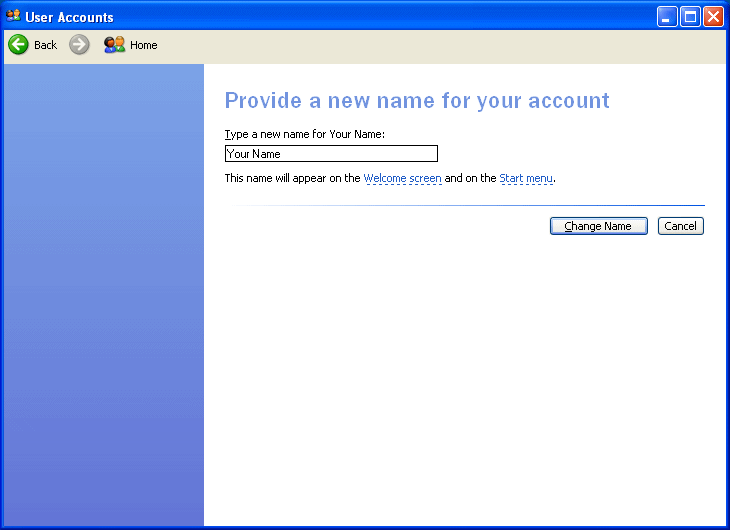 User Accounts
Back Home
Provide a new name for your account
Type a new name for Your Name:
Your Name
This name will appear on the Welcome screen and on the Start menu.
Change Name Cancel